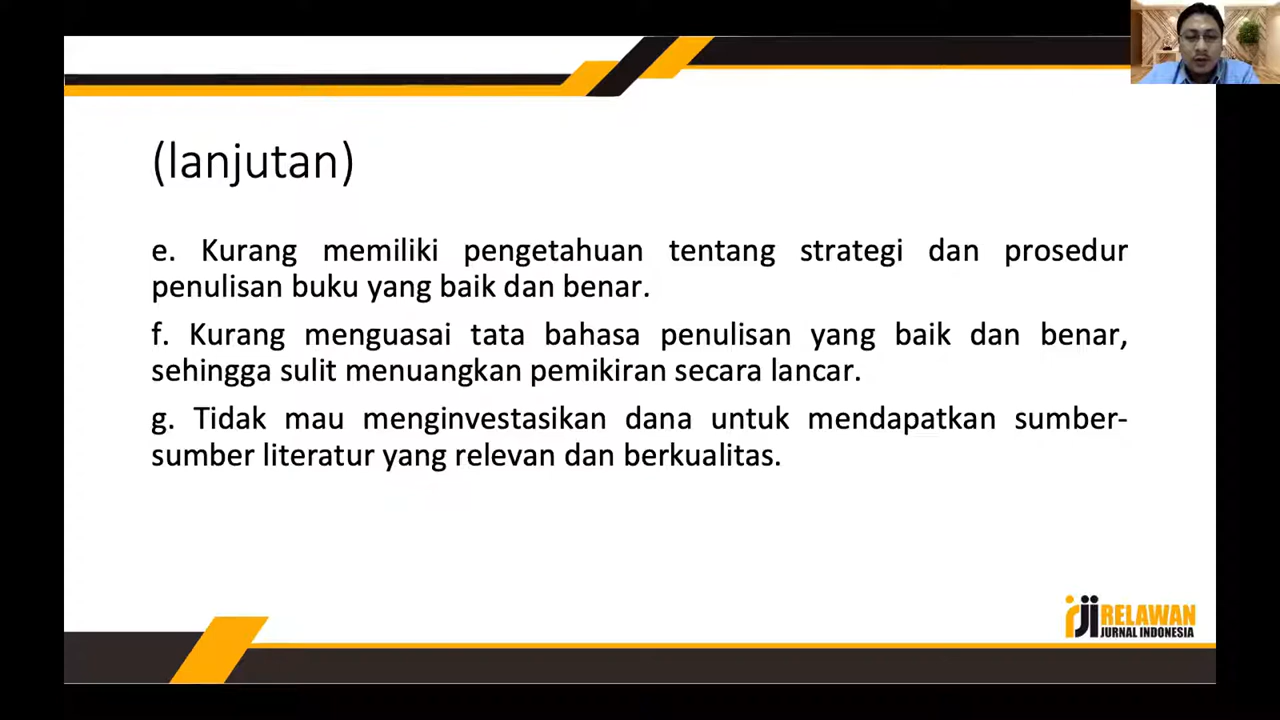 (lanjutan)
e. Kurang memiliki pengetahuan tentang strategi dan prosedur
penulisan buku yang baik dan benar.
f. Kurang menguasai tata bahasa penulisan yang baik dan benar,
sehingga sulit menuangkan pemikiran secara lancar.
g. Tidak mau menginvestasikan dana untuk mendapatkan sumber-
sumber literatur yang relevan dan berkualitas.
rji RELAWAN
JURNAL INDONESIA